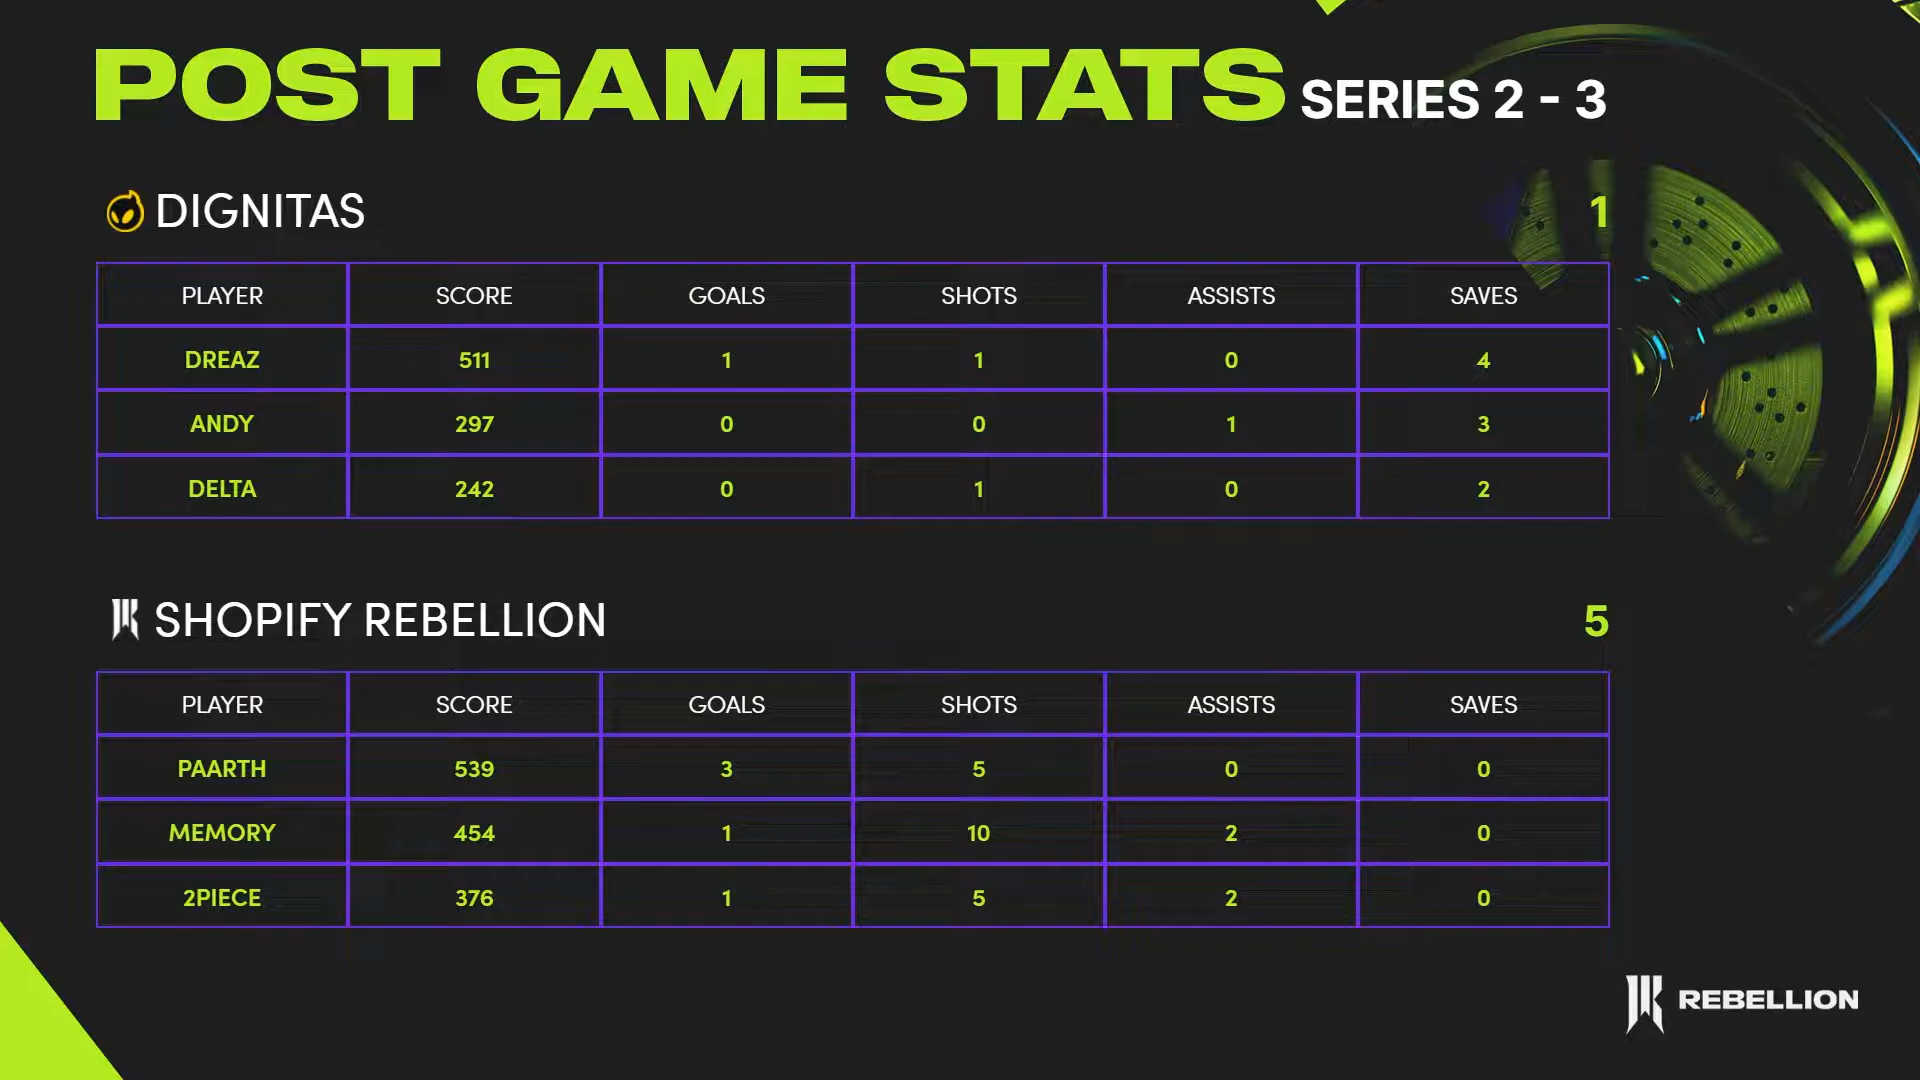 POST GAME STATS SERIES 2 - 3
DIGNITAS 1
PLAYER SCORE GOALS SHOTS ASSISTS SAVES
DREAZ 511 1 1 0 4
ANDY 297 0 0 1 3
DELTA 242 0 1 0 2
SHOPIFY REBELLION 5
PLAYER SCORE GOALS SHOTS ASSISTS SAVES
PAARTH 539 3 5 0 0
MEMORY 454 1 10 2 0
2PIECE 376 1 5 2 0
REBELLION